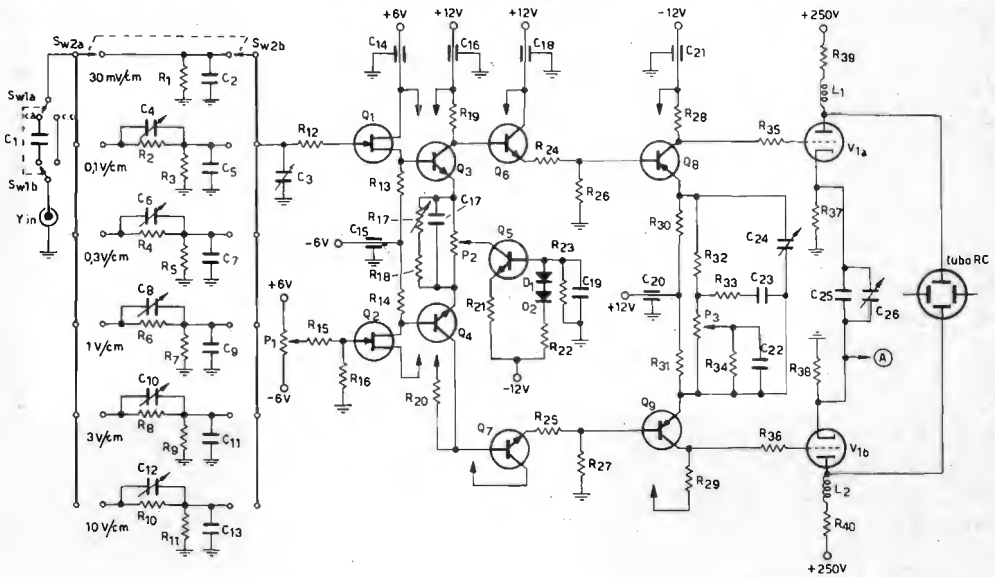 +6V
+12V
+12V
-12V
+250V
Sw2a
Sw2b
C14
C16
C18
C21
R39
L1
30 mV/cm
R1
C2
Sw1a
a
c.c
C1
Sw1b
Y in
C4
R2
0,1V/cm
R3
C5
R12
C3
Q1
R19
Q3
Q6
R24
R26
R28
Q8
R35
V1a
R13
R17
C17
C15
-6V
R18
P2
Q5
R23
D1
D2
C19
R21
R22
-12V
R30
R32
C24
R37
R33
C23
C20
+12V
P3
C22
R34
R31
C25
C26
tubo RC
A
R38
C6
R4
0,3V/cm
R5
C7
+6V
P1
-6V
R15
R16
R14
Q2
Q4
R20
C8
R6
1V/cm
R7
C9
C10
R8
3V/cm
R9
C11
Q7
R25
R27
Q9
R29
R36
V1b
L2
R40
+250V
C12
R10
10V/cm
R11
C13